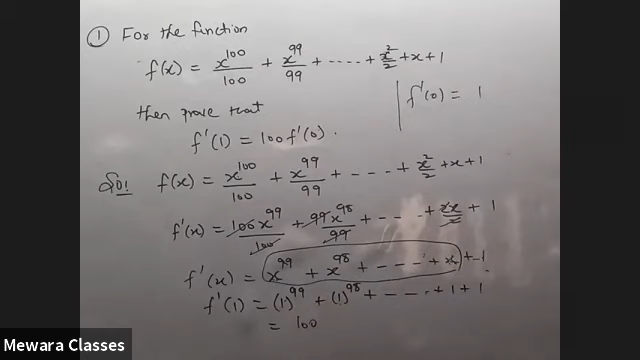 ① For the function
f(x) = x^100/100 + x^99/99 + ---- + x^2/2 + x + 1
then prove that
f'(1) = 100 f'(0).
f'(0) = 1
Sol! f(x) = x^100/100 + x^99/99 + ---- + x^2/2 + x + 1
f'(x) = 100x^99/100 + 99x^98/99 + ---- + 2x/2 + 1
f'(x) = x^99 + x^98 + ---- + x + 1
f'(1) = (1)^99 + (1)^98 + ---- + 1 + 1
= 100
Mewara Classes